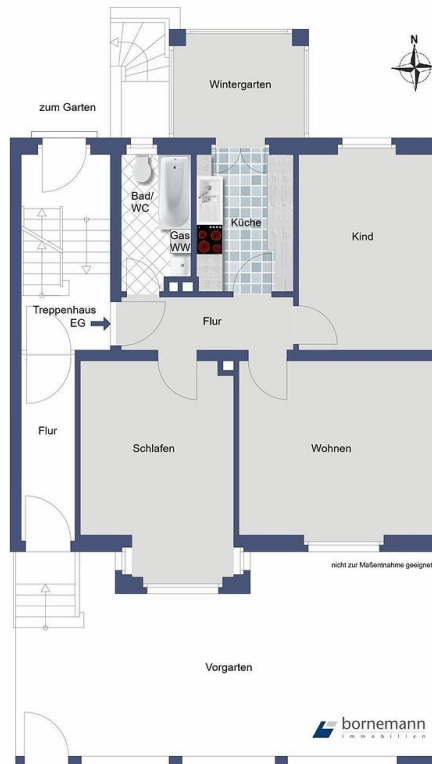 N
Wintergarten
zum Garten
Bad/
WC
Gas
WW
Küche
Kind
Treppenhaus
EG
Flur
Flur
Schlafen
Wohnen
nicht zur Maßentnahme geeignet
Vorgarten
bornemann
immobilien